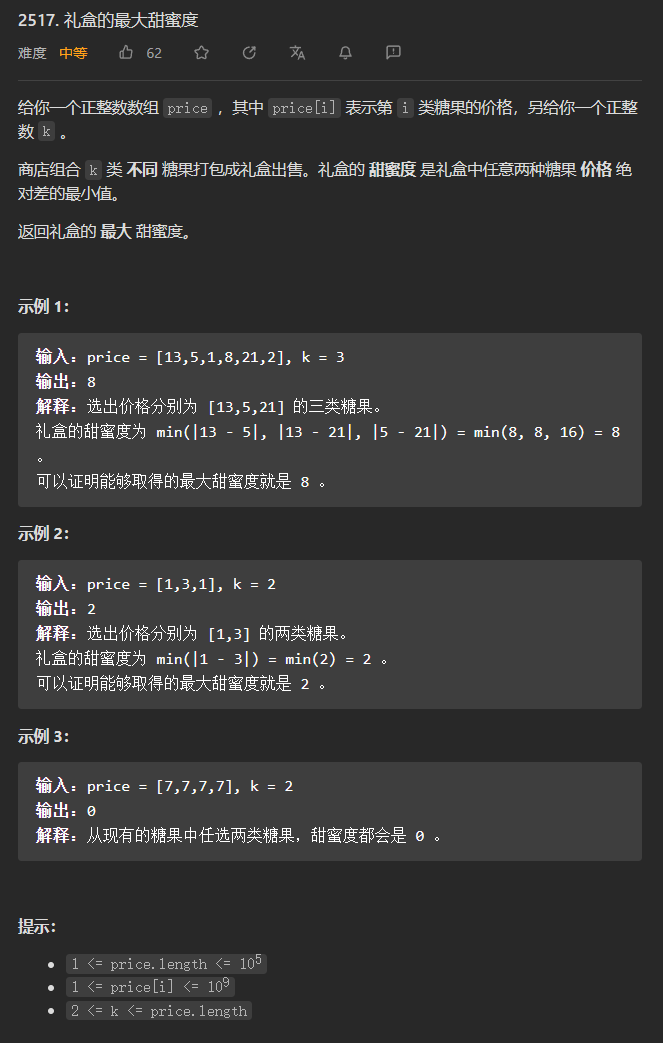 2517. 礼盒的最大甜蜜度
难度 中等 62
给你一个正整数数组 price ，其中 price[i] 表示第 i 类糖果的价格，另给你一个正整
数 k 。
商店组合 k 类 不同 糖果打包成礼盒出售。礼盒的 甜蜜度 是礼盒中任意两种糖果 价格 绝
对差的最小值。
返回礼盒的 最大 甜蜜度。
示例 1：
输入：price = [13,5,1,8,21,2], k = 3
输出：8
解释：选出价格分别为 [13,5,21] 的三类糖果。
礼盒的甜蜜度为 min(|13 - 5|, |13 - 21|, |5 - 21|) = min(8, 8, 16) = 8
。
可以证明能够取得的最大甜蜜度就是 8 。
示例 2：
输入：price = [1,3,1], k = 2
输出：2
解释：选出价格分别为 [1,3] 的两类糖果。
礼盒的甜蜜度为 min(|1 - 3|) = min(2) = 2 。
可以证明能够取得的最大甜蜜度就是 2 。
示例 3：
输入：price = [7,7,7,7], k = 2
输出：0
解释：从现有的糖果中任选两类糖果，甜蜜度都会是 0 。
提示：
1 <= price.length <= 10⁵
1 <= price[i] <= 10⁹
2 <= k <= price.length